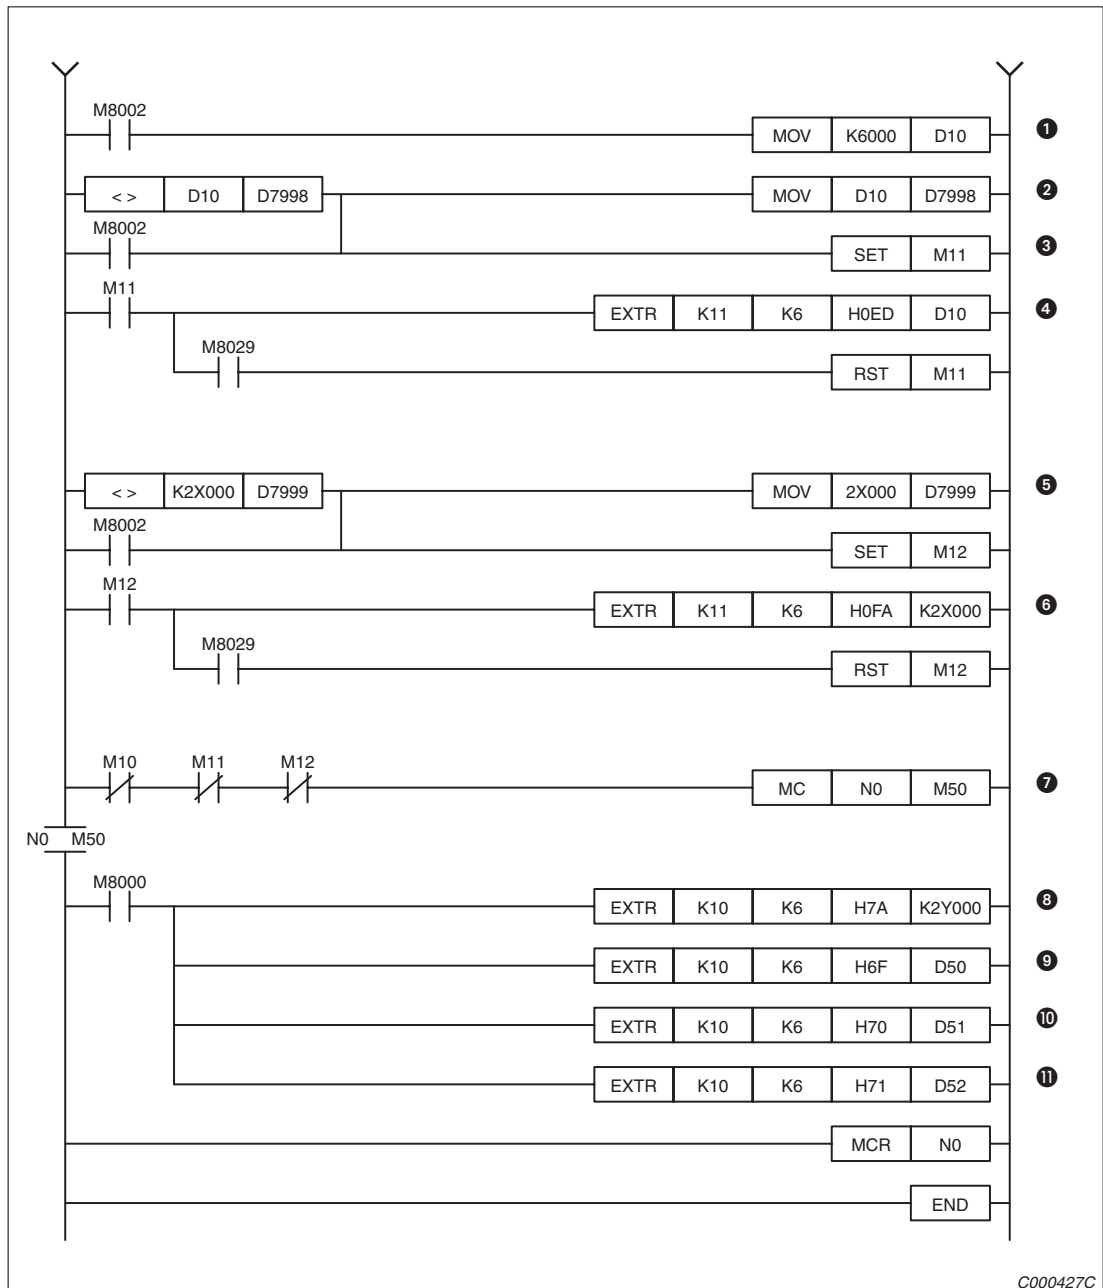 M8002
MOV K6000 D10 ❶
< > D10 D7998 MOV D10 D7998 ❷
M8002
SET M11 ❸
M11
EXTR K11 K6 H0ED D10 ❹
M8029
RST M11
< > K2X000 D7999 MOV 2X000 D7999 ❺
M8002
SET M12
M12
EXTR K11 K6 H0FA K2X000 ❻
M8029
RST M12
M10 M11 M12
MC N0 M50 ❼
N0 M50
M8000
EXTR K10 K6 H7A K2Y000 ❽
EXTR K10 K6 H6F D50 ❾
EXTR K10 K6 H70 D51 ❿
EXTR K10 K6 H71 D52 ⓫
MCR N0
END
C000427C